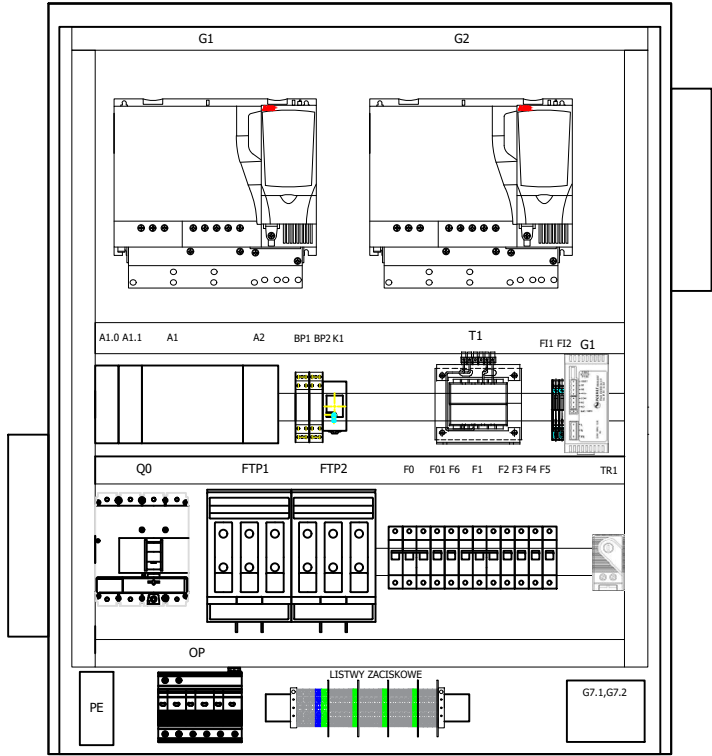 G1 G2
A1.0 A1.1 A1 A2 BP1 BP2 K1 T1 FI1 FI2 G1
Q0 FTP1 FTP2 F0 F01 F6 F1 F2 F3 F4 F5 TR1
OP
LISTWY ZACISKOWE
PE
G7.1,G7.2